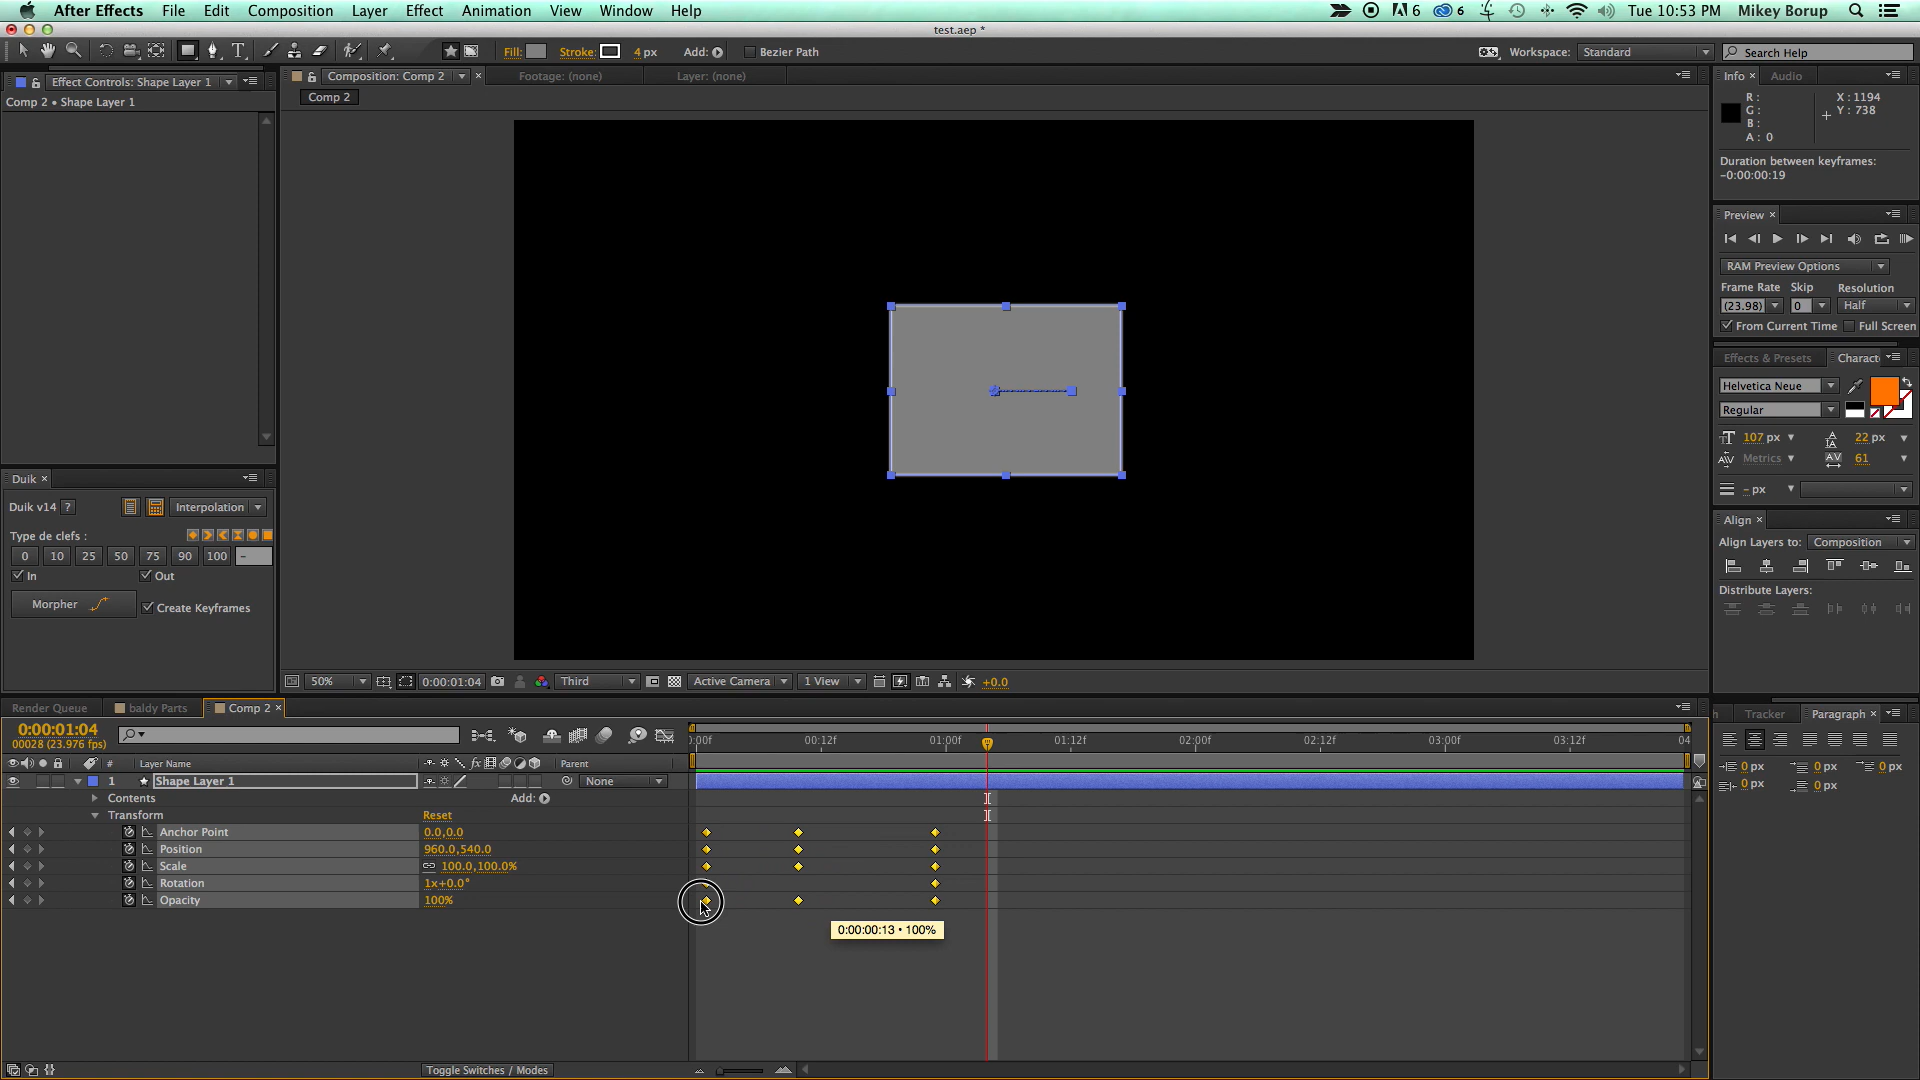 After Effects File Edit Composition Layer Effect Animation View Window Help 6 6 Tue 10:53 PM Mikey Borup
test.aep *
Fill: Stroke: 4 px Add: Bezier Path Workspace: Standard Search Help
Effect Controls: Shape Layer 1 Composition: Comp 2 Footage: (none) Layer: (none) Info Audio
Comp 2 • Shape Layer 1 Comp 2
R: X : 1194
G: Y : 738
B:
A : 0
Duration between keyframes:
-0:00:00:19
Preview
RAM Preview Options
Frame Rate Skip Resolution
(23.98) 0 Half
From Current Time Full Screen
Effects & Presets Charact
Helvetica Neue
Regular
107 px 22 px
Metrics 61
- px
Align
Align Layers to: Composition
Distribute Layers:
Duik
Duik v14 ? Interpolation
Type de clefs :
0 10 25 50 75 90 100 -
In Out
Morpher Create Keyframes
50% 0:00:01:04 Third Active Camera 1 View +0.0
Render Queue baldy Parts Comp 2 Tracker Paragraph
0:00:01:04
00028 (23.976 fps)
:00f 00:12f 01:00f 01:12f 02:00f 02:12f 03:00f 03:12f 04
# Layer Name fx Parent
1 Shape Layer 1 None
Contents Add:
Transform Reset
Anchor Point 0.0,0.0
Position 960.0,540.0
Scale 100.0,100.0%
Rotation 1x+0.0°
Opacity 100%
0:00:00:13 • 100%
0 px 0 px 0 px
0 px 0 px
Toggle Switches / Modes